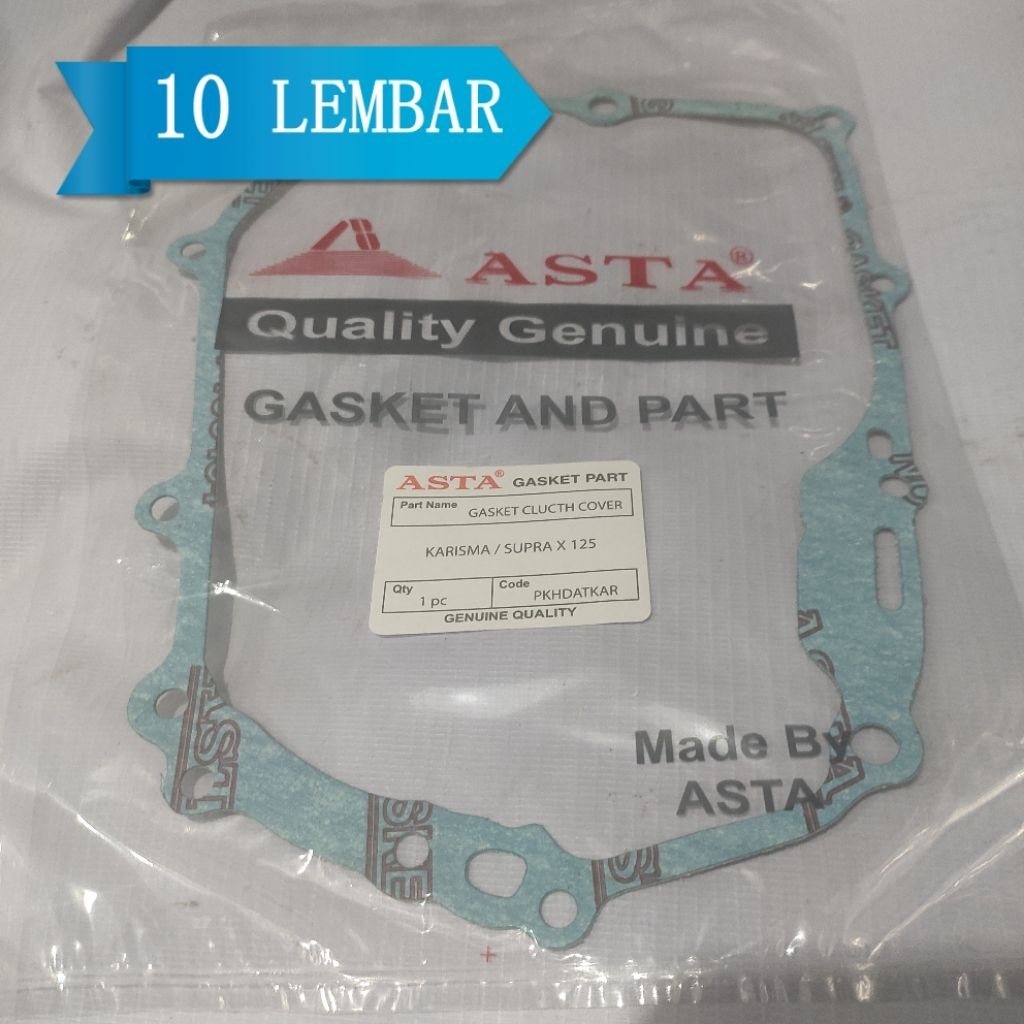 10 LEMBAR
ASTA®
Quality Genuine
GASKET AND PART
ASTA® GASKET PART
Part Name GASKET CLUCTH COVER
KARISMA / SUPRA X 125
Qty 1 pc Code PKHDATKAR
GENUINE QUALITY
Made By
ASTA